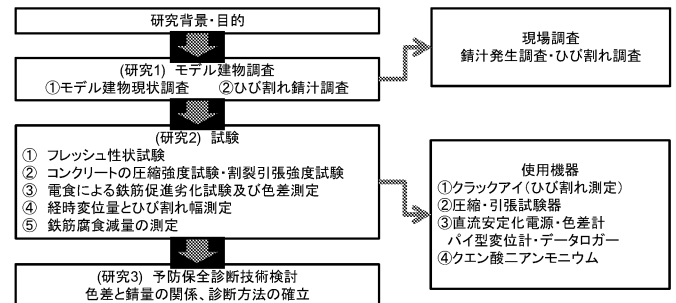 研究背景・目的
(研究1) モデル建物調査
①モデル建物現状調査　②ひび割れ錆汁調査
現場調査
錆汁発生調査・ひび割れ調査
(研究2) 試験
① フレッシュ性状試験
② コンクリートの圧縮強度試験・割裂引張強度試験
③ 電食による鉄筋促進劣化試験及び色差測定
④ 経時変位量とひび割れ幅測定
⑤ 鉄筋腐食減量の測定
使用機器
①クラックアイ(ひび割れ測定)
②圧縮・引張試験器
③直流安定化電源・色差計
パイ型変位計・データロガー
④クエン酸二アンモニウム
(研究3) 予防保全診断技術検討
色差と錆量の関係、診断方法の確立